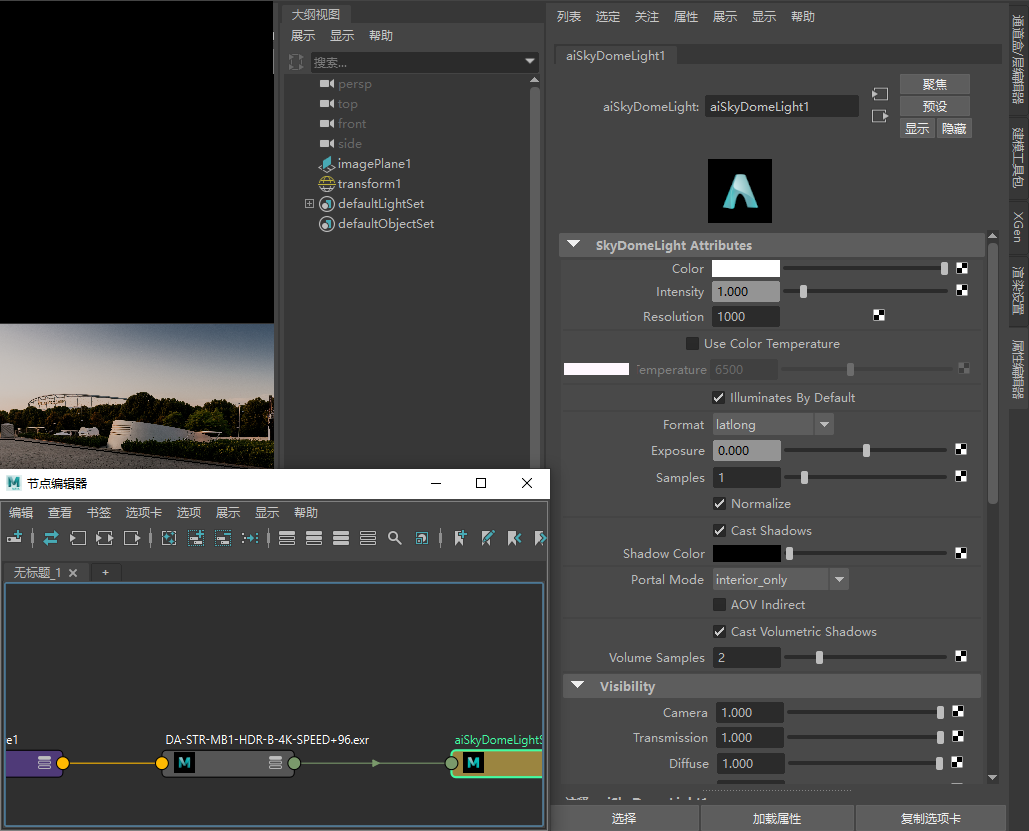 大纲视图
展示 显示 帮助
搜索...
persp
top
front
side
imagePlane1
transform1
defaultLightSet
defaultObjectSet
列表 选定 关注 属性 展示 显示 帮助
aiSkyDomeLight1
aiSkyDomeLight: aiSkyDomeLight1
聚焦
预设
显示 隐藏
SkyDomeLight Attributes
Color
Intensity 1.000
Resolution 1000
Use Color Temperature
Temperature 6500
Illuminates By Default
Format latlong
Exposure 0.000
Samples 1
Normalize
Cast Shadows
Shadow Color
Portal Mode interior_only
AOV Indirect
Cast Volumetric Shadows
Volume Samples 2
Visibility
Camera 1.000
Transmission 1.000
Diffuse 1.000
选择 加载属性 复制选项卡
通道盒/层编辑器
建模工具包
XGen
渲染设置
属性编辑器
M 节点编辑器
编辑 查看 书签 选项卡 选项 展示 显示 帮助
无标题_1 +
e1
DA-STR-MB1-HDR-B-4K-SPEED+96.exr
M
aiSkyDomeLightS
M